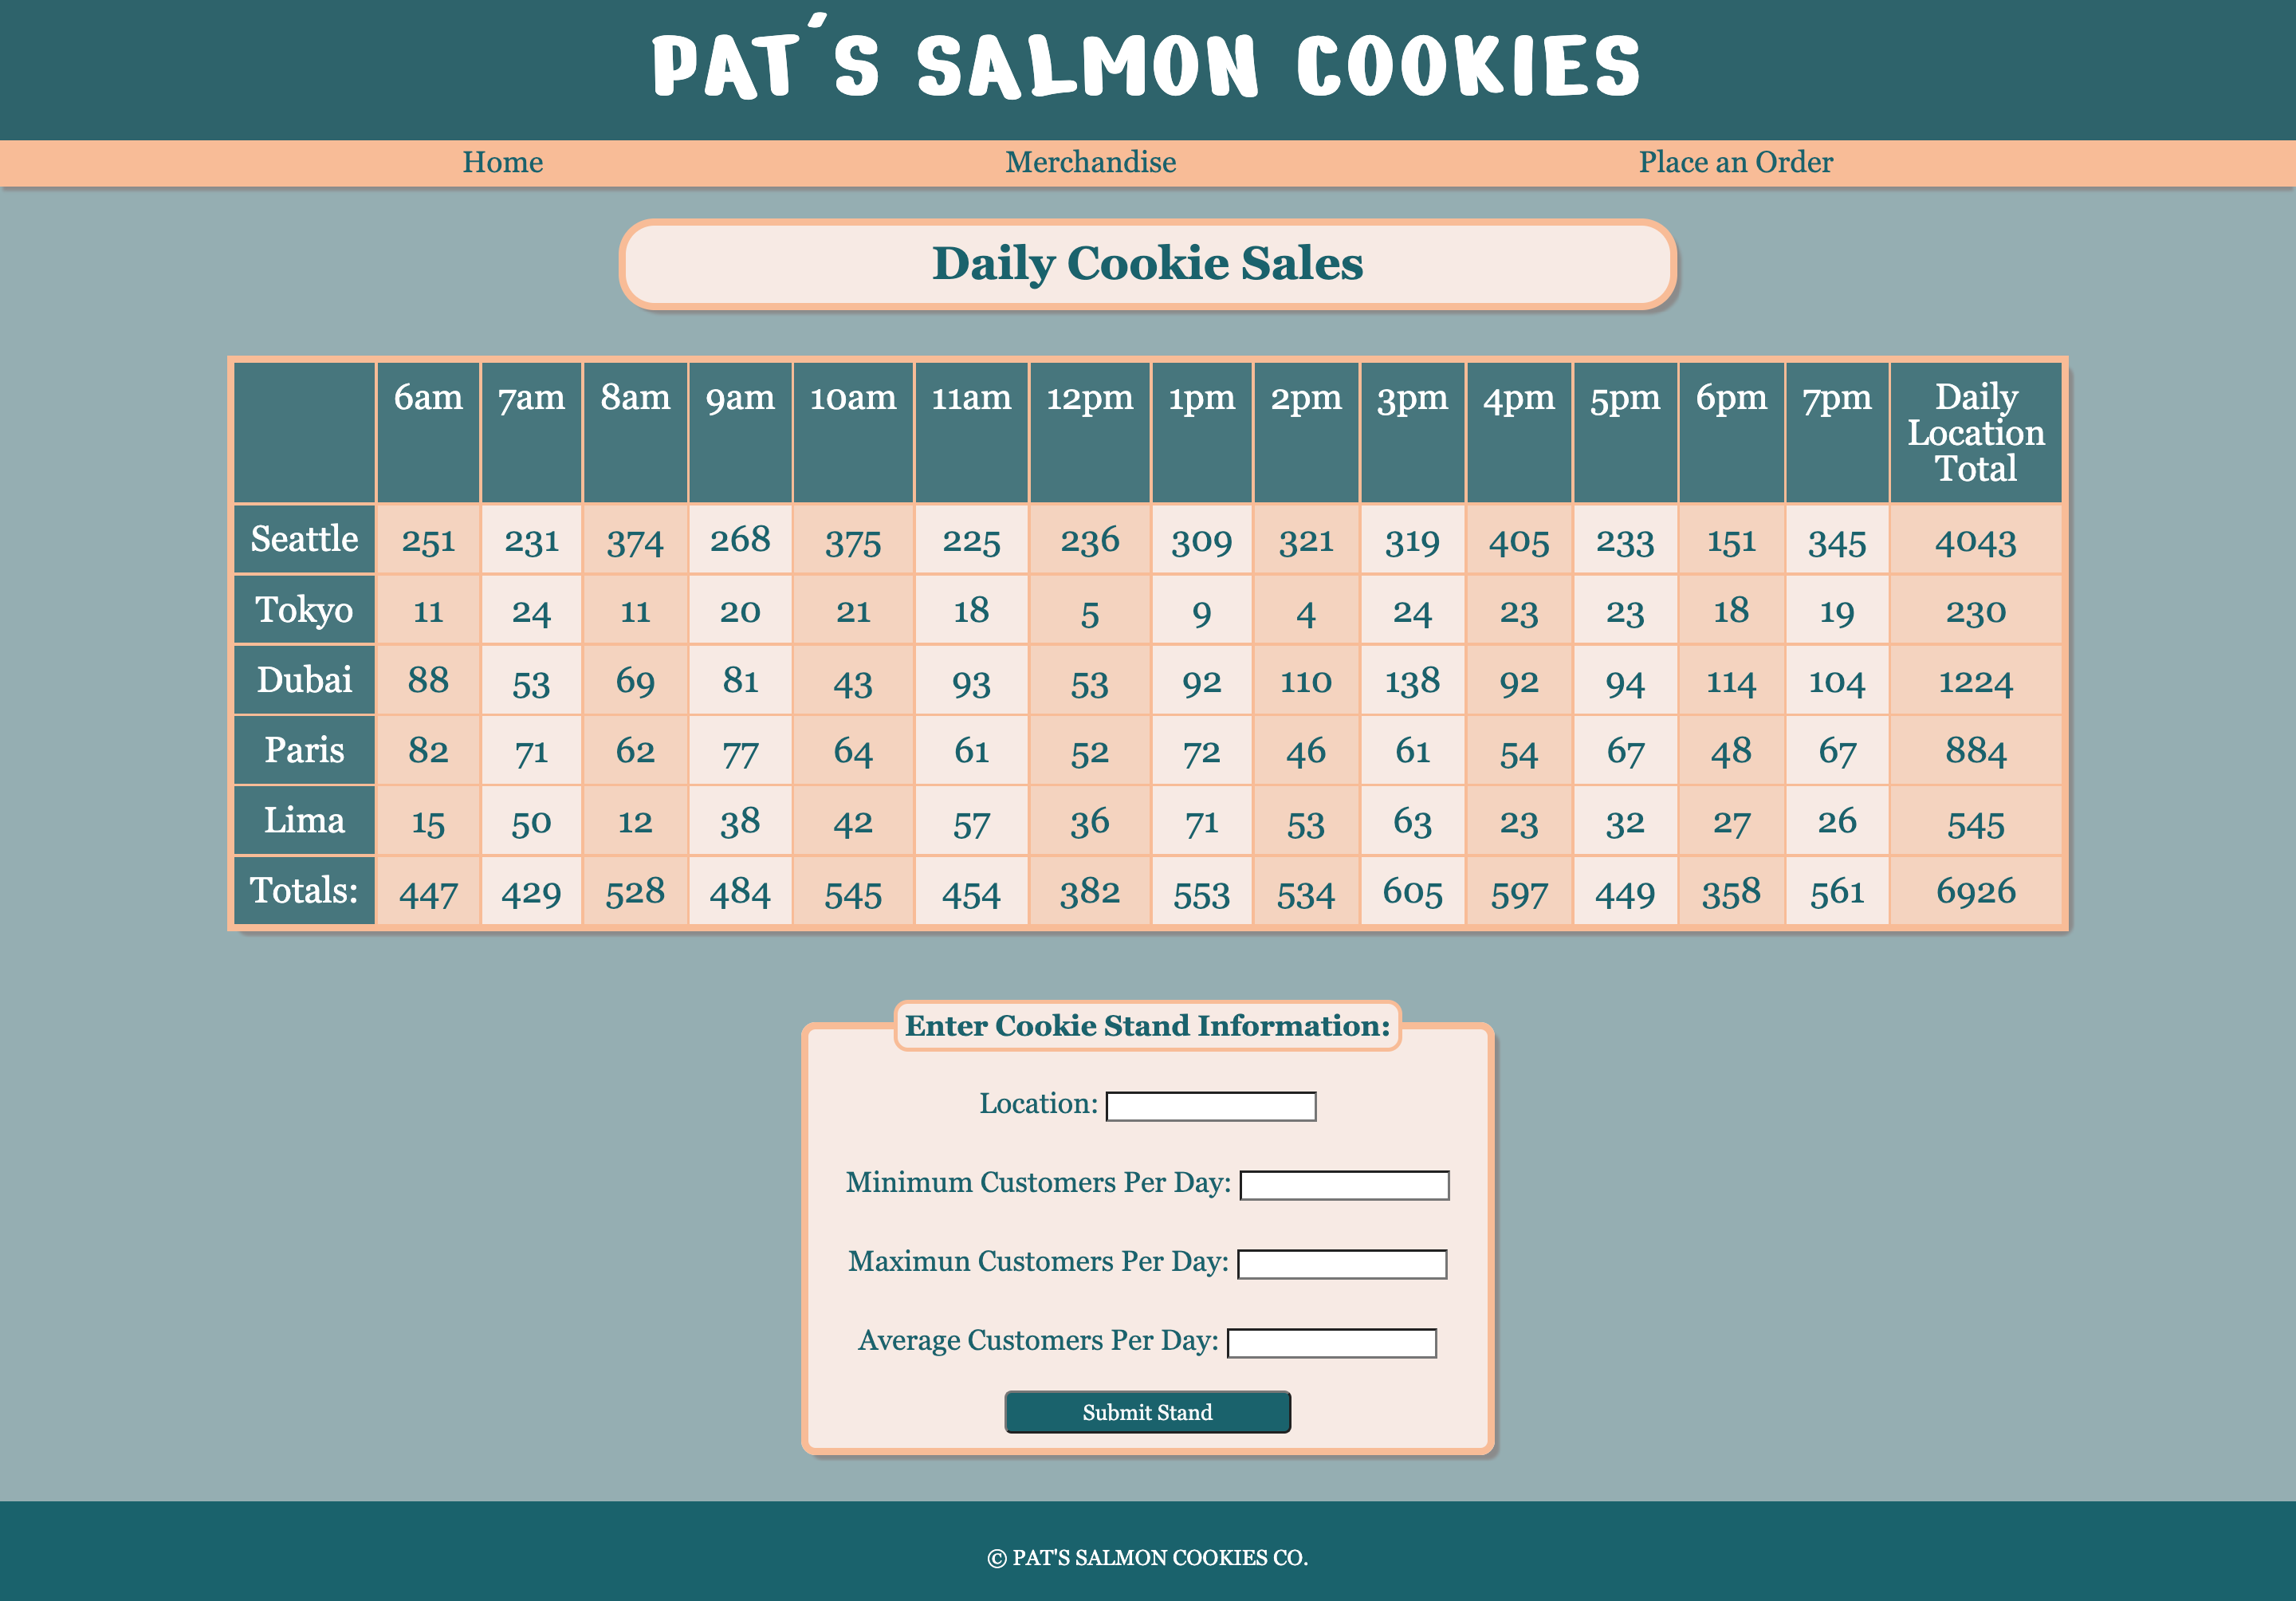 PAT´S SALMON COOKIES
Home Merchandise Place an Order
Daily Cookie Sales
6am 7am 8am 9am 10am 11am 12pm 1pm 2pm 3pm 4pm 5pm 6pm 7pm Daily
Location
Total
Seattle 251 231 374 268 375 225 236 309 321 319 405 233 151 345 4043
Tokyo 11 24 11 20 21 18 5 9 4 24 23 23 18 19 230
Dubai 88 53 69 81 43 93 53 92 110 138 92 94 114 104 1224
Paris 82 71 62 77 64 61 52 72 46 61 54 67 48 67 884
Lima 15 50 12 38 42 57 36 71 53 63 23 32 27 26 545
Totals: 447 429 528 484 545 454 382 553 534 605 597 449 358 561 6926
Enter Cookie Stand Information:
Location:
Minimum Customers Per Day:
Maximun Customers Per Day:
Average Customers Per Day:
Submit Stand
© PAT'S SALMON COOKIES CO.